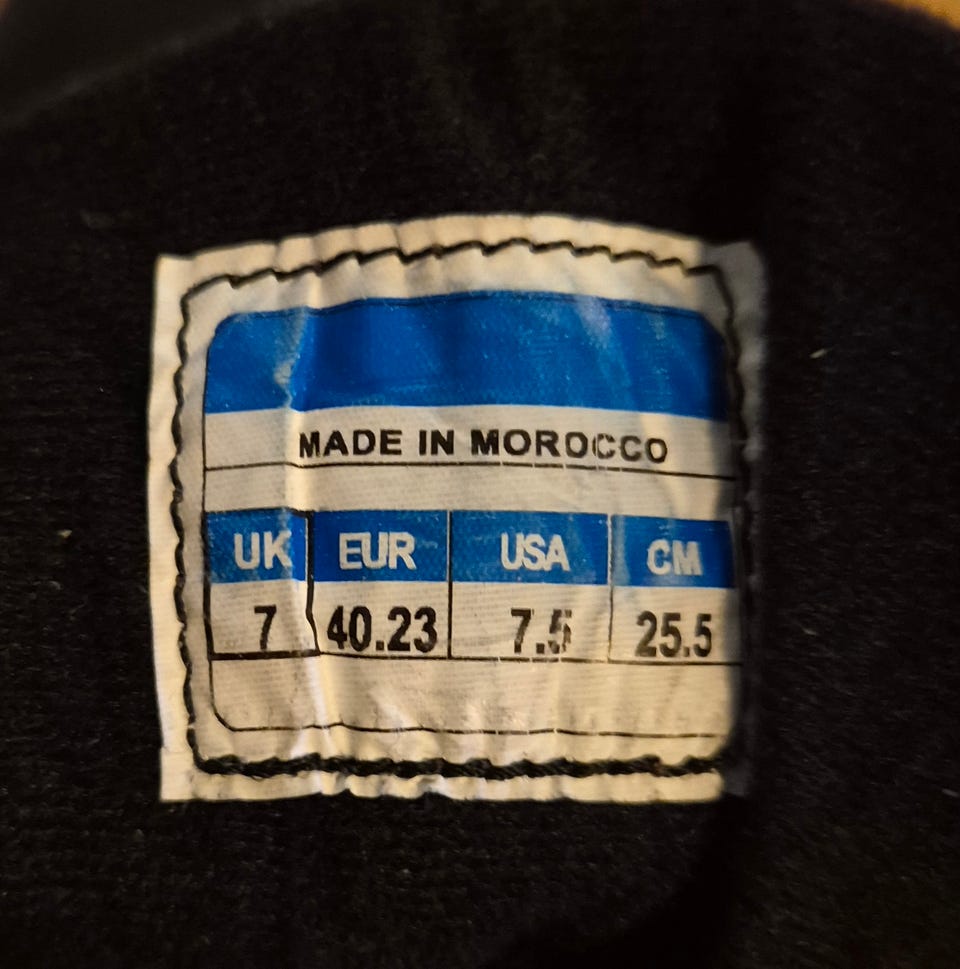 MADE IN MOROCCO
UK EUR USA CM
7 40.23 7.5 25.5